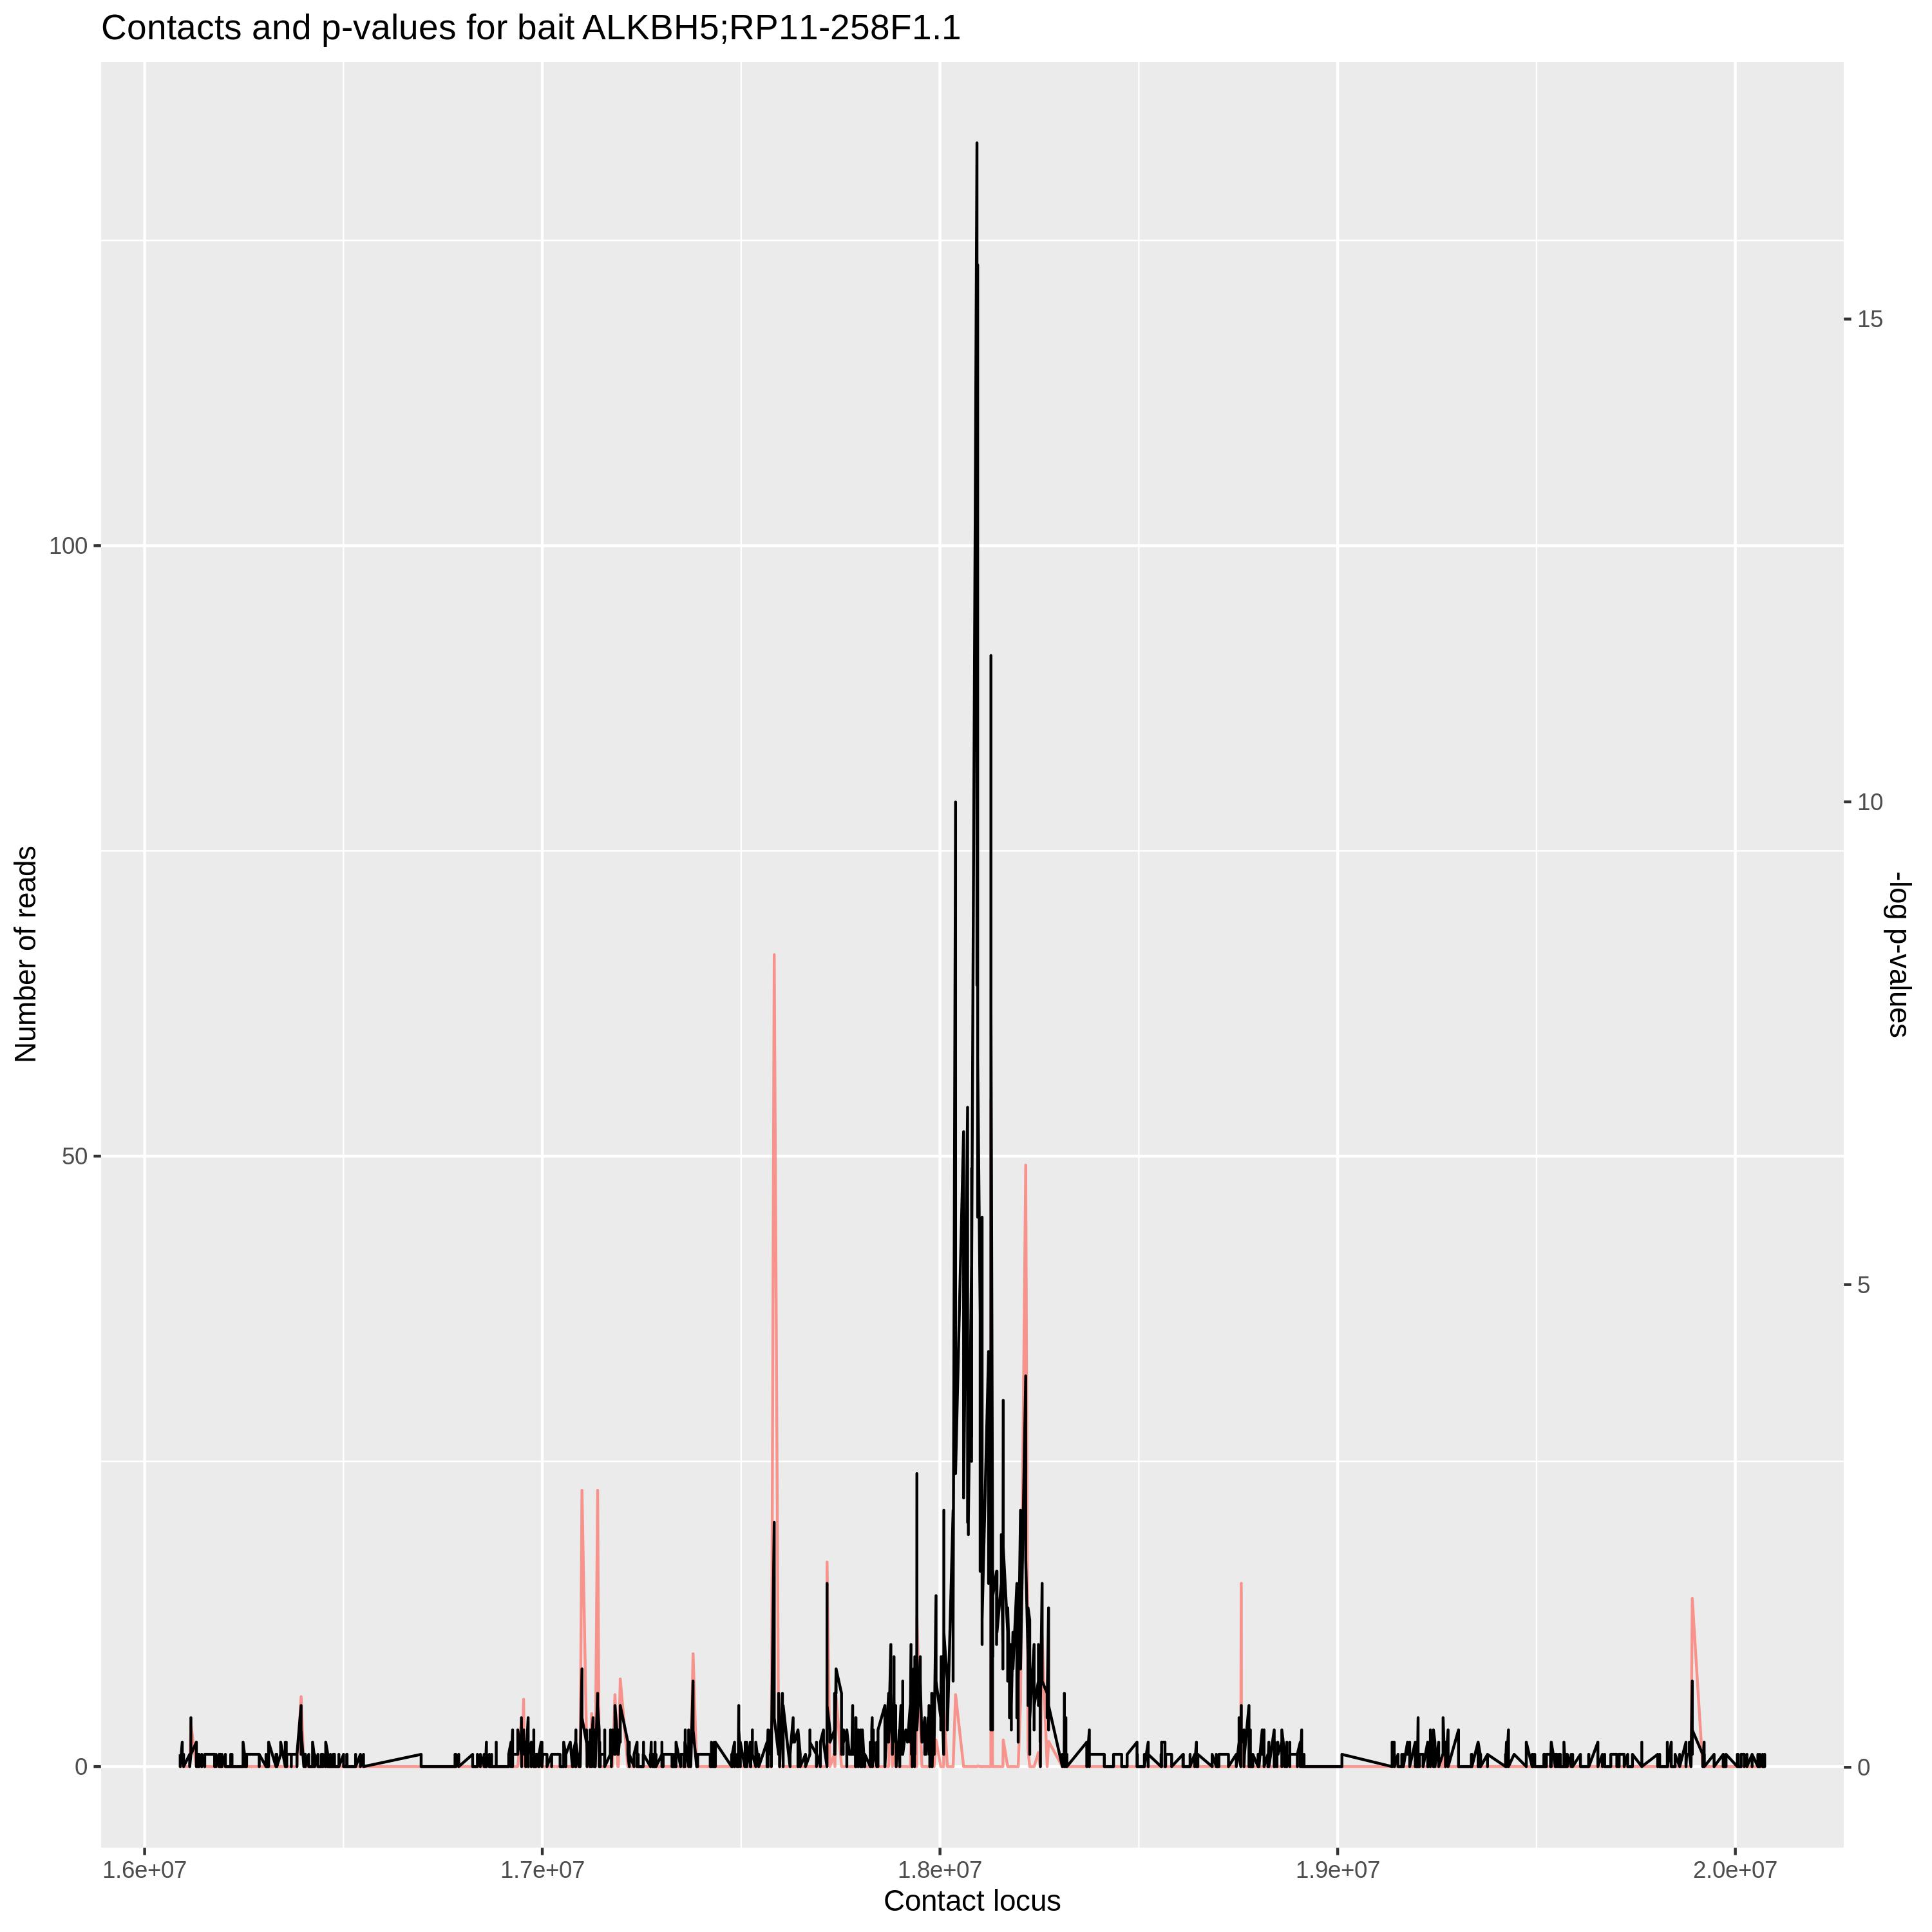 Contacts and p-values for bait ALKBH5;RP11-258F1.1
Number of reads
100
50
0
15
10
5
0
-log p-values
1.6e+07
1.7e+07
1.8e+07
1.9e+07
2.0e+07
Contact locus